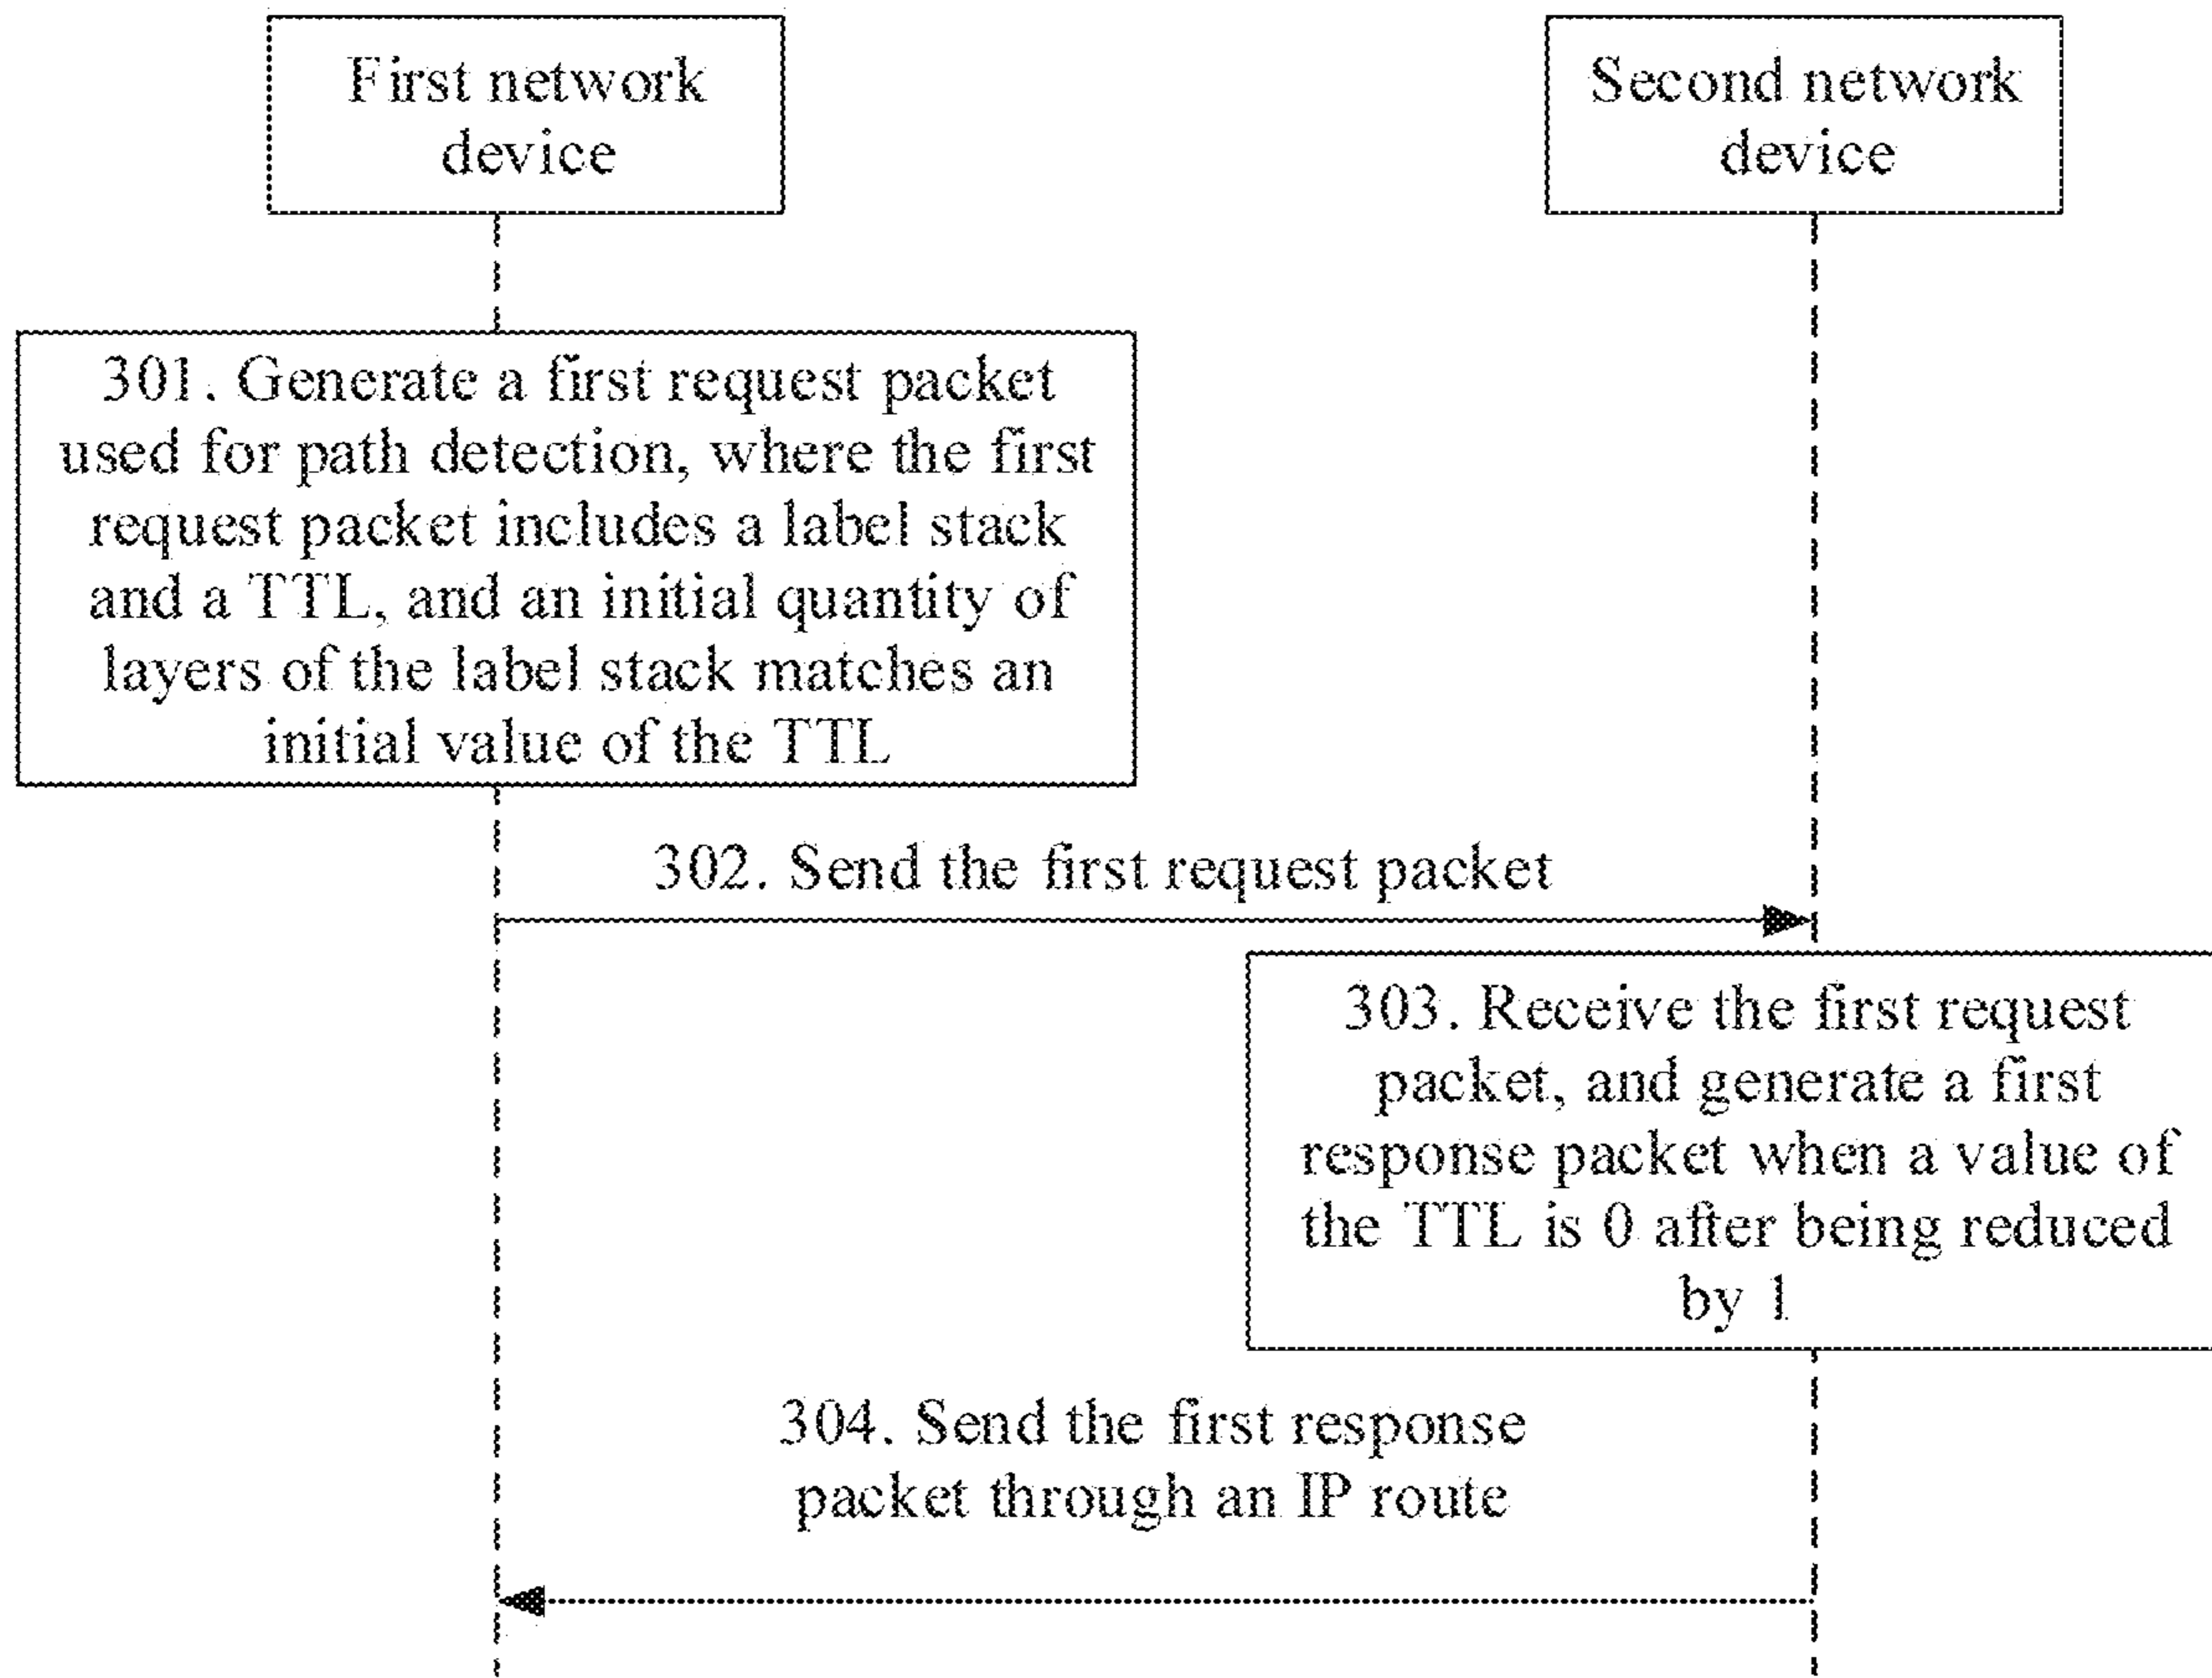 First network
device
Second network
device
301. Generate a first request packet
used for path detection, where the first
request packet includes a label stack
and a TTL, and an initial quantity of
layers of the label stack matches an
initial value of the TTL
302. Send the first request packet
303. Receive the first request
packet, and generate a first
response packet when a value of
the TTL is 0 after being reduced
by 1
304. Send the first response
packet through an IP route